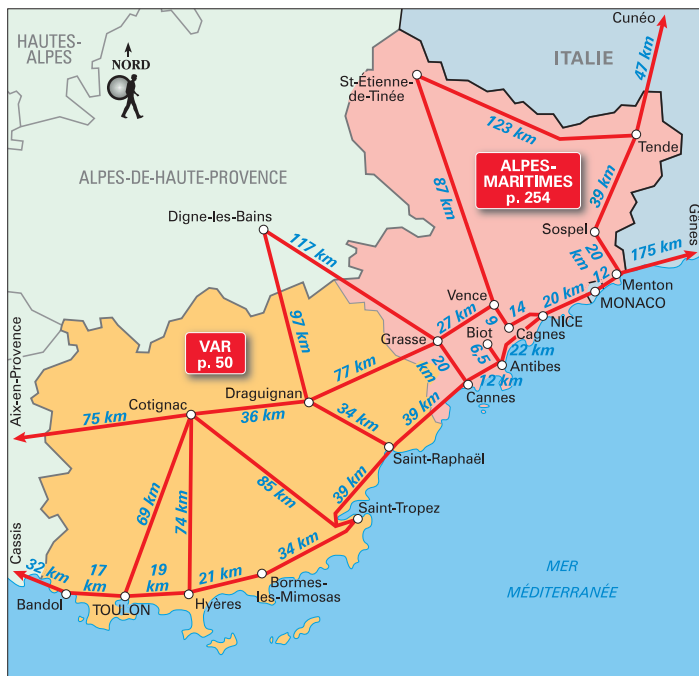 Cunéo
HAUTES-
ALPES
NORD
ITALIE
47 km
St-Étienne-
de-Tinée
123 km
Tende
ALPES-
MARITIMES
p. 254
ALPES-DE-HAUTE-PROVENCE
87 km
39 km
Digne-les-Bains
117 km
Sospel
20
km
Gênes
175 km
Menton
12
MONACO
Vence
27 km
9
14
20 km
NICE
Cagnes
Biot
6,5
22 km
Antibes
Grasse
20
km
12 km
Cannes
97 km
VAR
p. 50
77 km
Draguignan
Aix-en-Provence
75 km
Cotignac
36 km
34 km
39 km
Saint-Raphaël
69 km
74 km
85 km
39 km
Saint-Tropez
34 km
Cassis
32 km
17
km
19
km
21 km
Bormes-
les-Mimosas
Bandol
TOULON
Hyères
MER
MÉDITERRANÉE